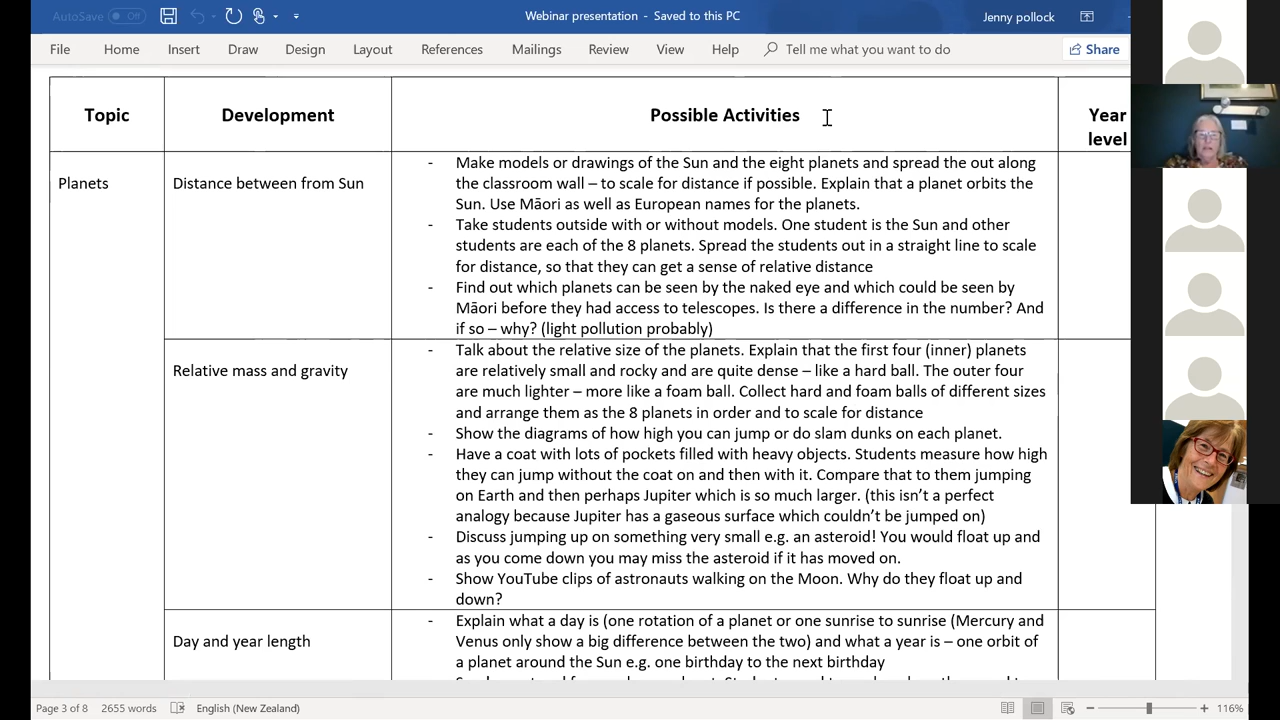 AutoSave Off
Webinar presentation - Saved to this PC
Jenny pollock
File Home Insert Draw Design Layout References Mailings Review View Help Tell me what you want to do Share
Topic Development Possible Activities Year
level
Planets
Distance between from Sun
- Make models or drawings of the Sun and the eight planets and spread the out along
the classroom wall – to scale for distance if possible. Explain that a planet orbits the
Sun. Use Māori as well as European names for the planets.
- Take students outside with or without models. One student is the Sun and other
students are each of the 8 planets. Spread the students out in a straight line to scale
for distance, so that they can get a sense of relative distance
- Find out which planets can be seen by the naked eye and which could be seen by
Māori before they had access to telescopes. Is there a difference in the number? And
if so – why? (light pollution probably)
Relative mass and gravity
- Talk about the relative size of the planets. Explain that the first four (inner) planets
are relatively small and rocky and are quite dense – like a hard ball. The outer four
are much lighter – more like a foam ball. Collect hard and foam balls of different sizes
and arrange them as the 8 planets in order and to scale for distance
- Show the diagrams of how high you can jump or do slam dunks on each planet.
- Have a coat with lots of pockets filled with heavy objects. Students measure how high
they can jump without the coat on and then with it. Compare that to them jumping
on Earth and then perhaps Jupiter which is so much larger. (this isn’t a perfect
analogy because Jupiter has a gaseous surface which couldn’t be jumped on)
- Discuss jumping up on something very small e.g. an asteroid! You would float up and
as you come down you may miss the asteroid if it has moved on.
- Show YouTube clips of astronauts walking on the Moon. Why do they float up and
down?
Day and year length
- Explain what a day is (one rotation of a planet or one sunrise to sunrise (Mercury and
Venus only show a big difference between the two) and what a year is – one orbit of
a planet around the Sun e.g. one birthday to the next birthday
Page 3 of 8 2655 words English (New Zealand) 116%